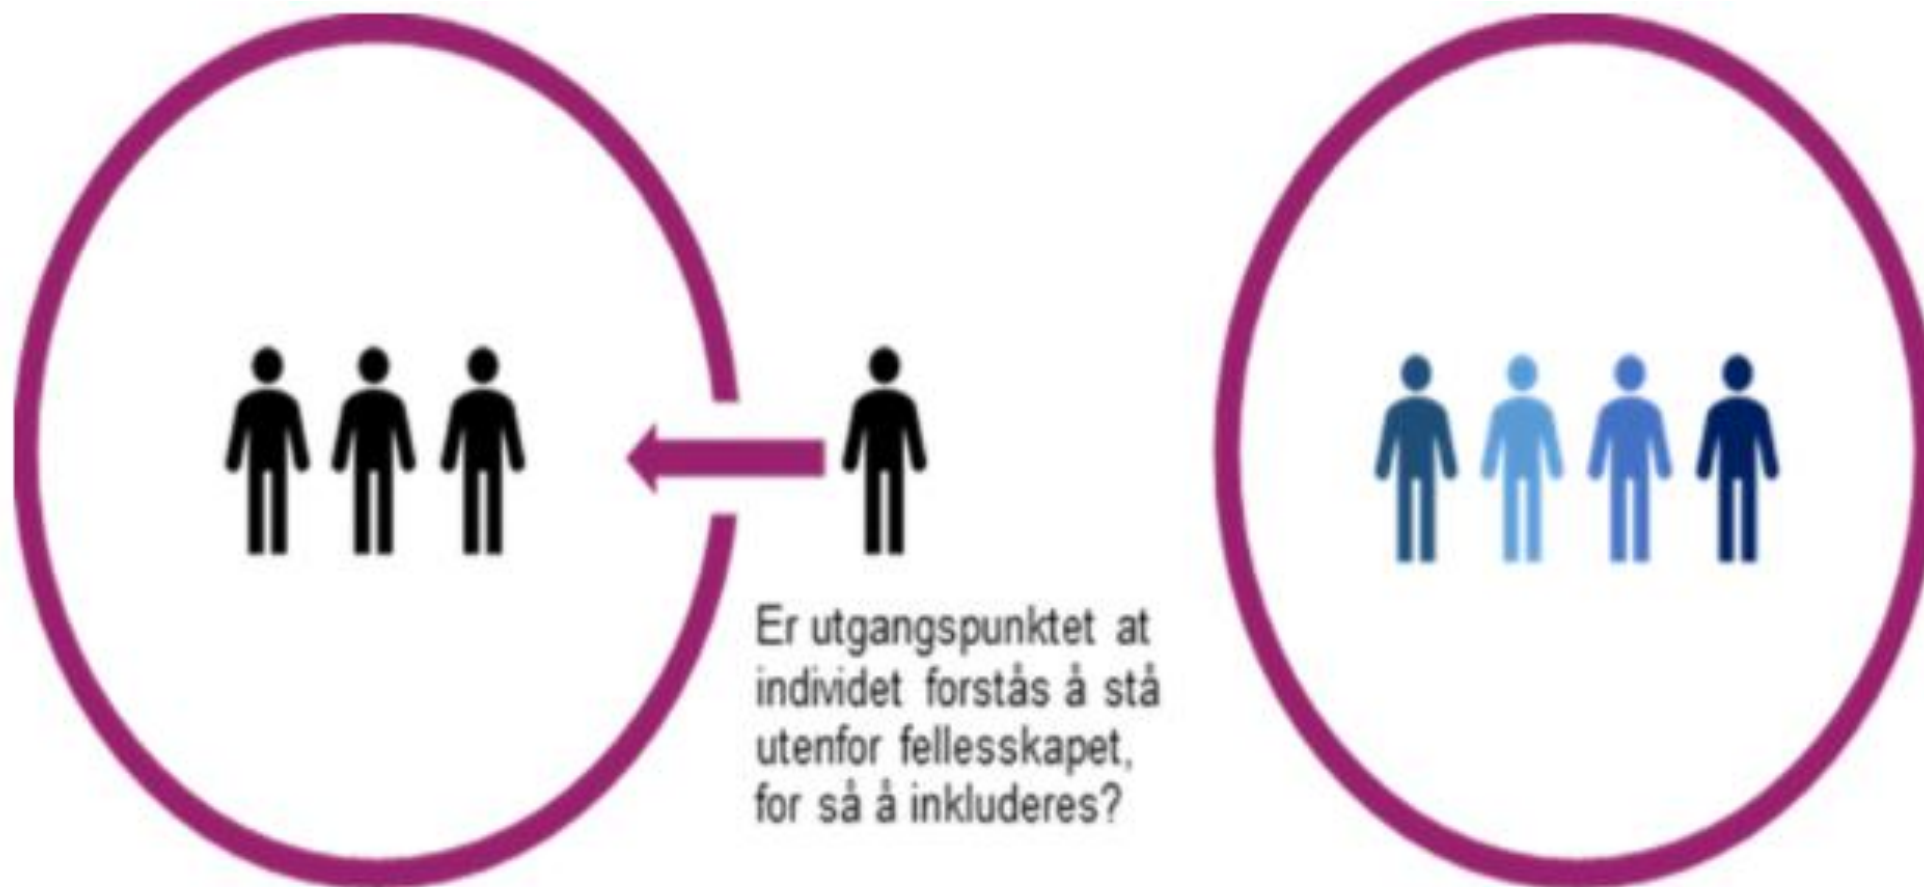 Er utgangspunktet at
individet forstås å stå
utenfor fellesskapet,
for så å inkluderes?